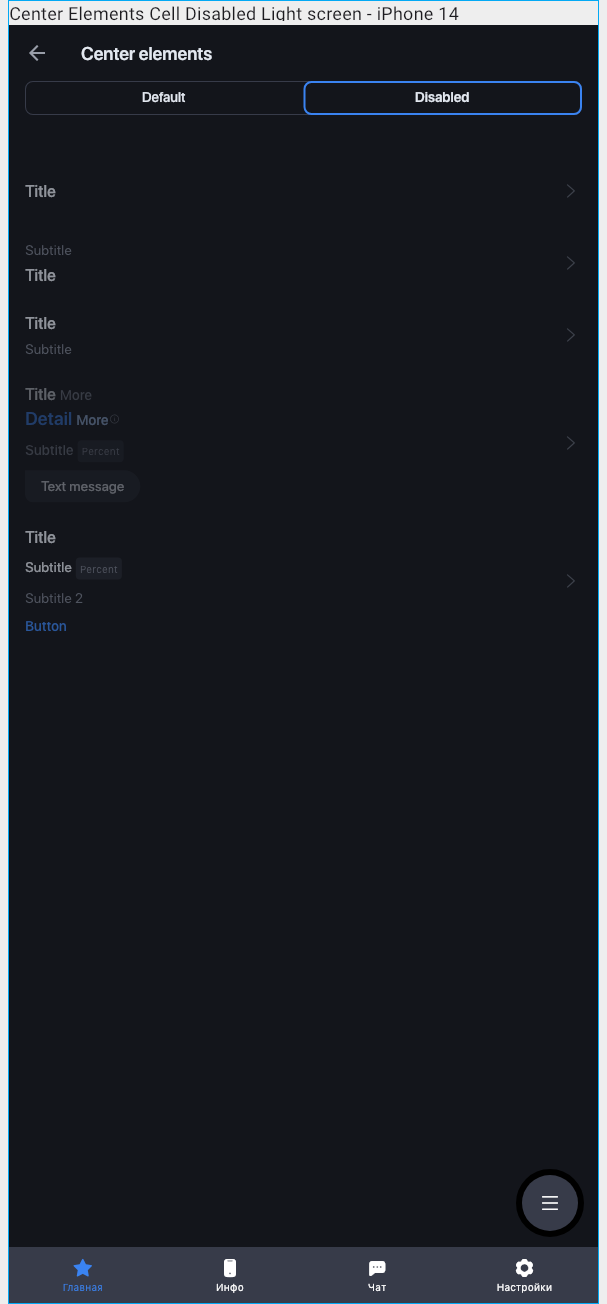 Center Elements Cell Disabled Light screen - iPhone 14
Center elements
Default Disabled
Title
Subtitle
Title
Title
Subtitle
Title More
Detail More
Subtitle Percent
Text message
Title
Subtitle Percent
Subtitle 2
Button
Главная Инфо Чат Настройки